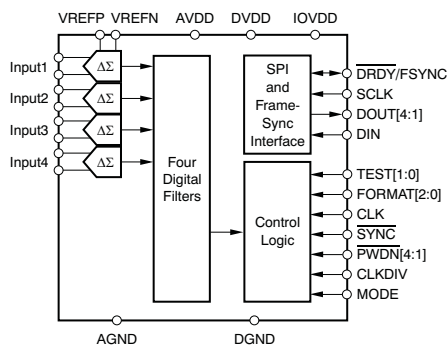 VREFP VREFN AVDD DVDD IOVDD
Input1
Input2
Input3
Input4
ΔΣ
ΔΣ
ΔΣ
ΔΣ
Four
Digital
Filters
SPI
and
Frame-
Sync
Interface
Control
Logic
DRDY/FSYNC
SCLK
DOUT[4:1]
DIN
TEST[1:0]
FORMAT[2:0]
CLK
SYNC
PWDN[4:1]
CLKDIV
MODE
AGND DGND